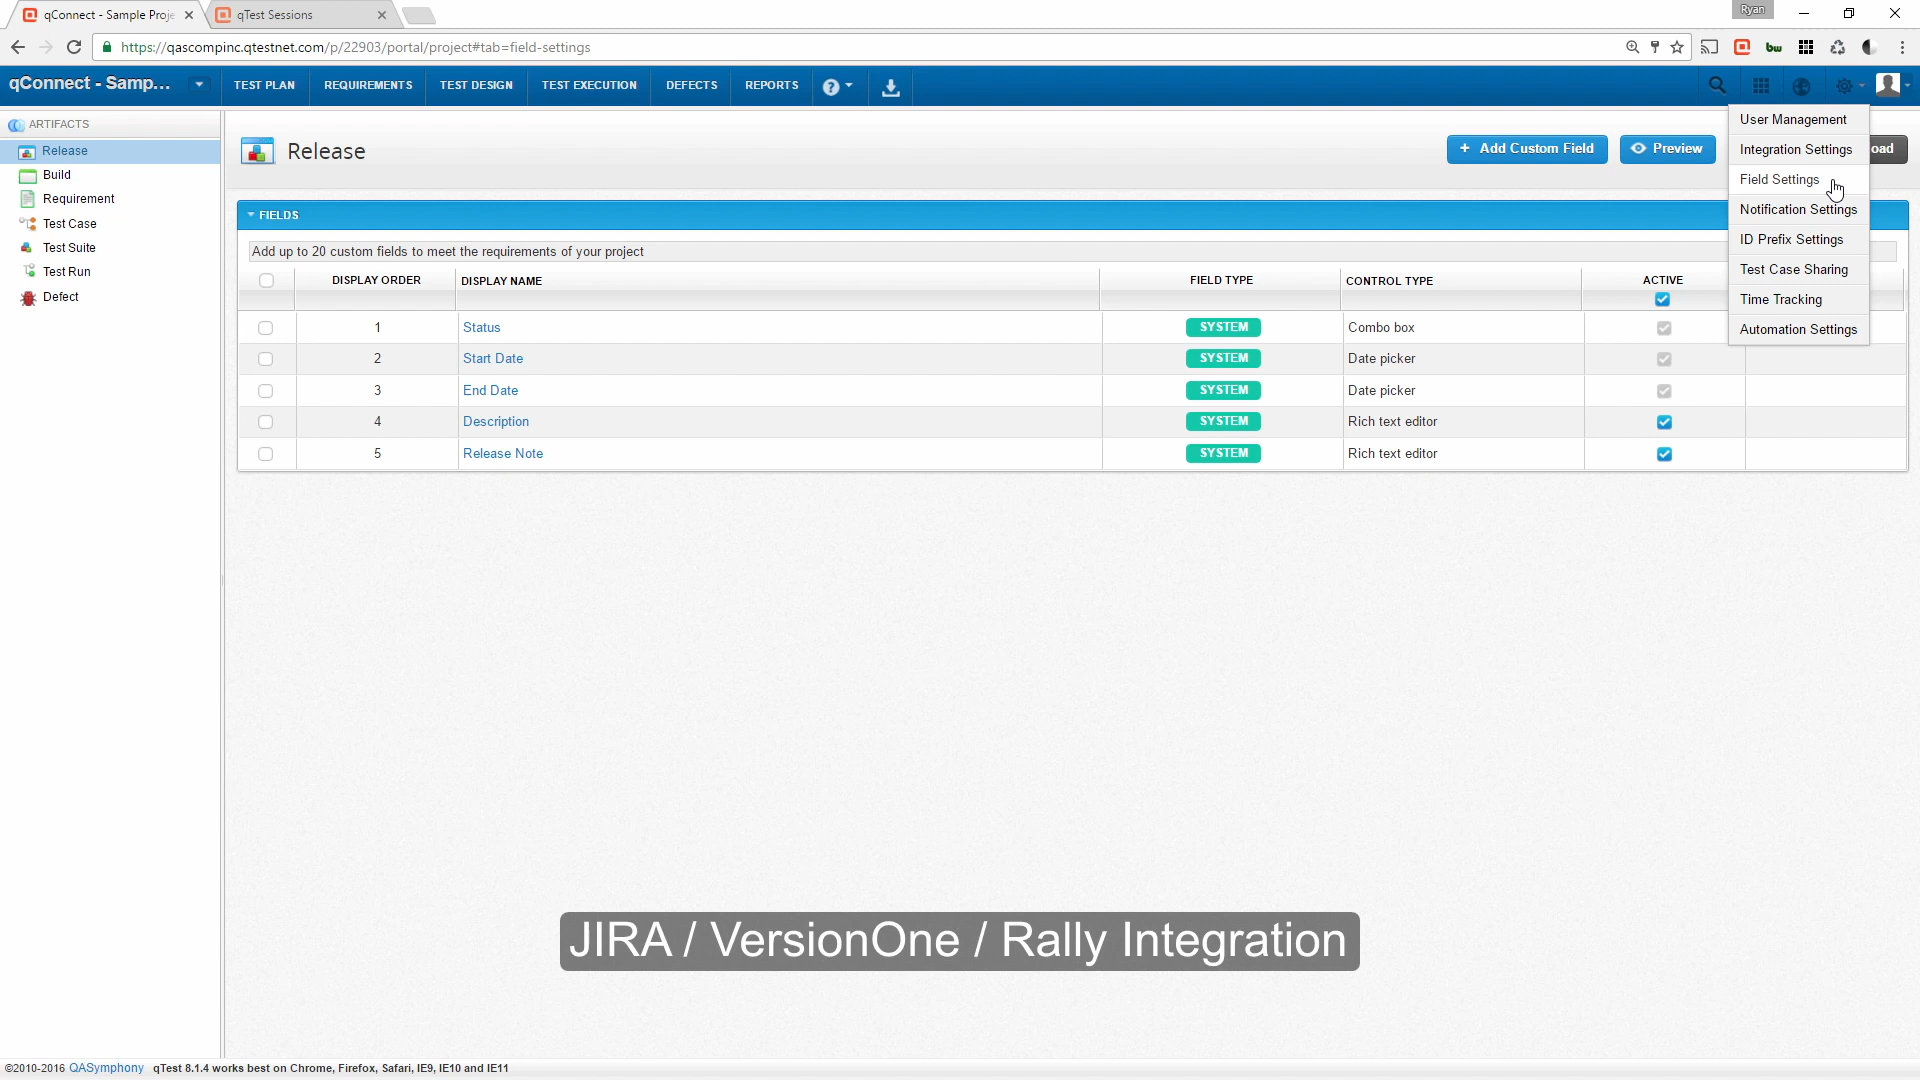 qConnect - Sample Proje
qTest Sessions
Ryan
https://qascompinc.qtestnet.com/p/22903/portal/project#tab=field-settings
bw
qConnect - Samp...
TEST PLAN
REQUIREMENTS
TEST DESIGN
TEST EXECUTION
DEFECTS
REPORTS
ARTIFACTS
Release
Build
Requirement
Test Case
Test Suite
Test Run
Defect
Release
+ Add Custom Field
Preview
oad
User Management
Integration Settings
Field Settings
Notification Settings
ID Prefix Settings
Test Case Sharing
Time Tracking
Automation Settings
FIELDS
Add up to 20 custom fields to meet the requirements of your project
DISPLAY ORDER DISPLAY NAME FIELD TYPE CONTROL TYPE ACTIVE
1 Status SYSTEM Combo box
2 Start Date SYSTEM Date picker
3 End Date SYSTEM Date picker
4 Description SYSTEM Rich text editor
5 Release Note SYSTEM Rich text editor
JIRA / VersionOne / Rally Integration
©2010-2016 QASymphony qTest 8.1.4 works best on Chrome, Firefox, Safari, IE9, IE10 and IE11